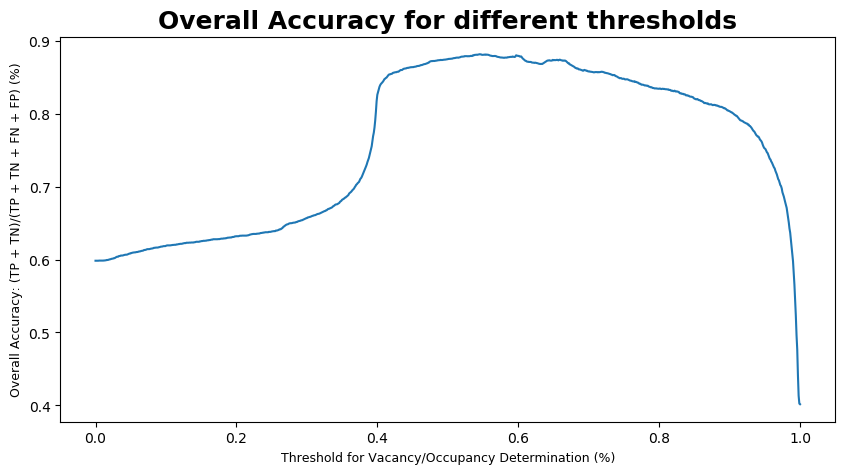 Overall Accuracy for different thresholds
Overall Accuracy: (TP + TN)/(TP + TN + FN + FP) (%)
0.9
0.8
0.7
0.6
0.5
0.4
0.0 0.2 0.4 0.6 0.8 1.0
Threshold for Vacancy/Occupancy Determination (%)